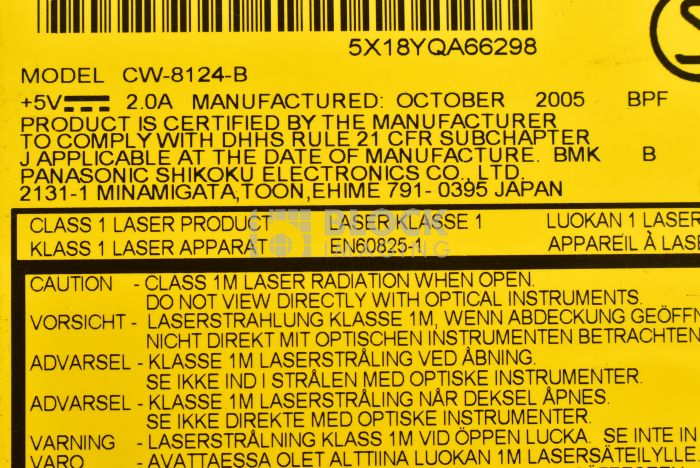 5X18YQA66298
MODEL CW-8124-B
+5V 2.0A MANUFACTURED: OCTOBER 2005 BPF
PRODUCT IS CERTIFIED BY THE MANUFACTURER
TO COMPLY WITH DHHS RULE 21 CFR SUBCHAPTER
J APPLICABLE AT THE DATE OF MANUFACTURE. BMK B
PANASONIC SHIKOKU ELECTRONICS CO., LTD.
2131-1 MINAMIGATA,TOON,EHIME 791- 0395 JAPAN
CLASS 1 LASER PRODUCT LASER KLASSE 1 LUOKAN 1 LASER
KLASS 1 LASER APPARAT EN60825-1 APPAREIL À LAS
BLOCK
IMAGING
CAUTION - CLASS 1M LASER RADIATION WHEN OPEN.
DO NOT VIEW DIRECTLY WITH OPTICAL INSTRUMENTS.
VORSICHT - LASERSTRAHLUNG KLASSE 1M, WENN ABDECKUNG GEÖFFN
NICHT DIREKT MIT OPTISCHEN INSTRUMENTEN BETRACHTEN
ADVARSEL - KLASSE 1M LASERSTRÅLING VED ÅBNING.
SE IKKE IND I STRÅLEN MED OPTISKE INSTRUMENTER.
ADVARSEL - KLASSE 1M LASERSTRÅLING NÅR DEKSEL ÅPNES.
SE IKKE DIREKTE MED OPTISKE INSTRUMENTER.
VARNING - LASERSTRÅLNING KLASS 1M VID ÖPPEN LUCKA. SE INTE IN
VARO - AVATTAESSA OLET ALTTIINA LUOKAN 1M LASERSÄTEILYLLE.